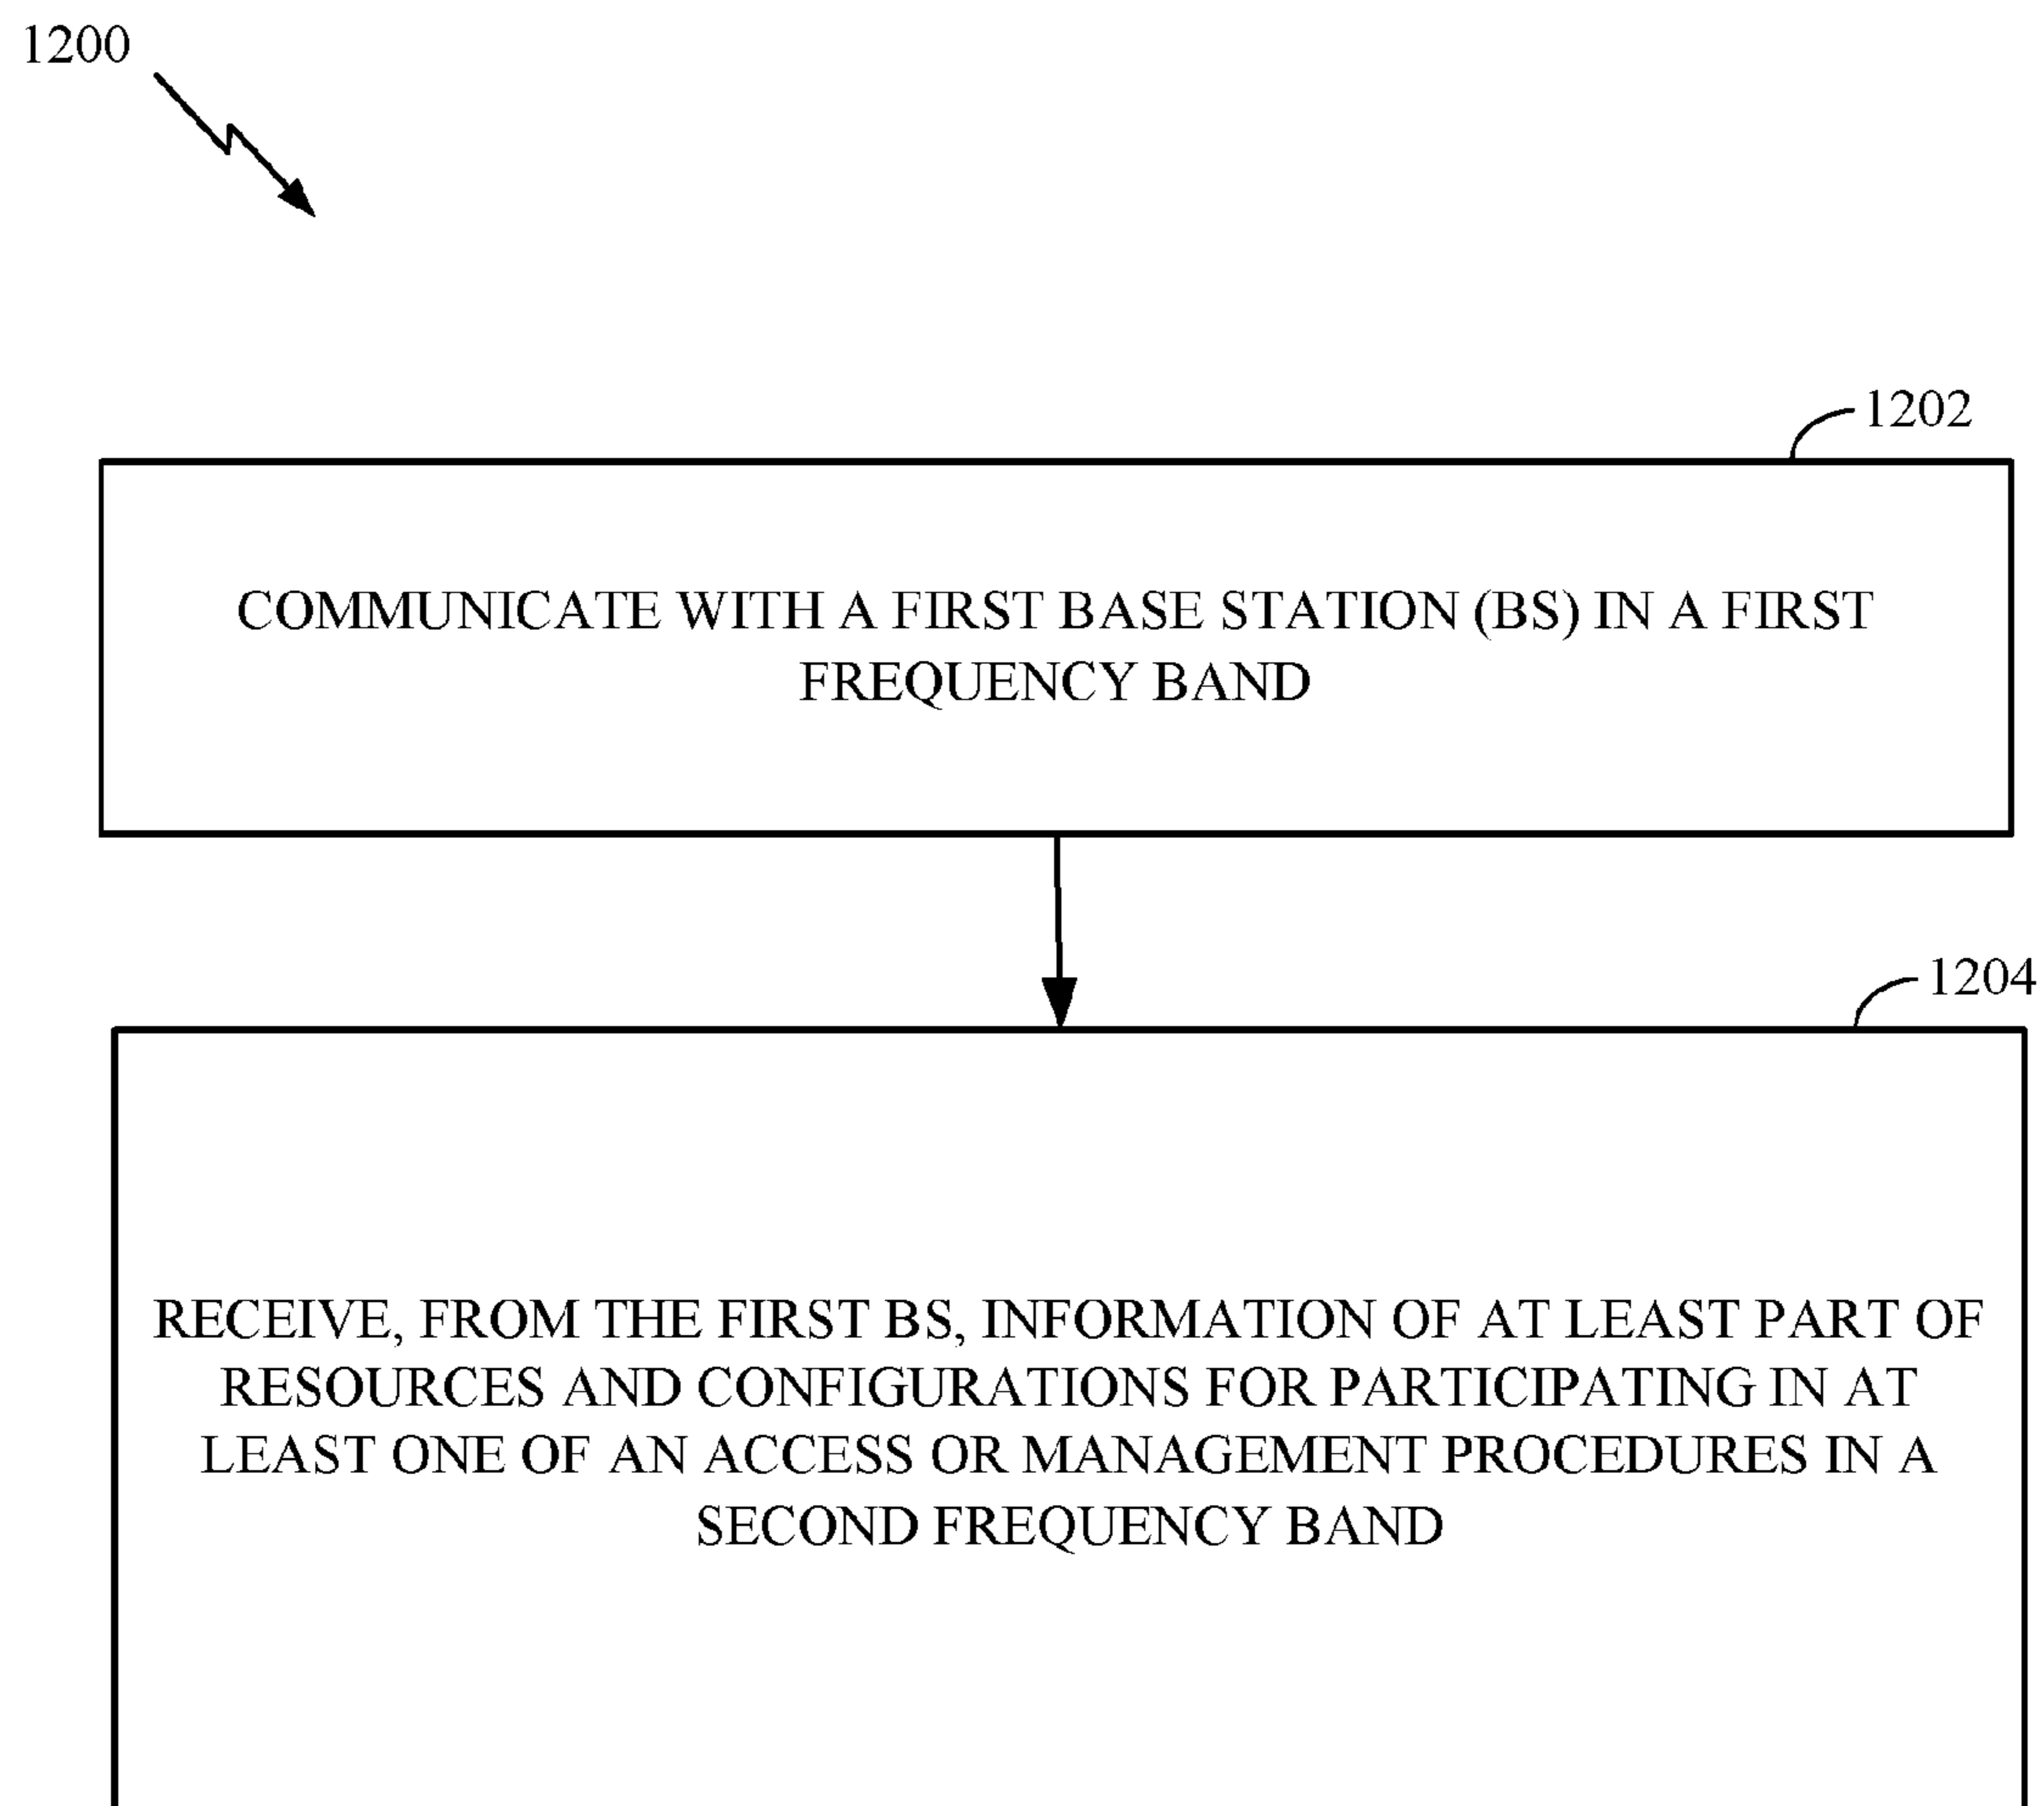 1200
1202
COMMUNICATE WITH A FIRST BASE STATION (BS) IN A FIRST
FREQUENCY BAND
1204
RECEIVE, FROM THE FIRST BS, INFORMATION OF AT LEAST PART OF
RESOURCES AND CONFIGURATIONS FOR PARTICIPATING IN AT
LEAST ONE OF AN ACCESS OR MANAGEMENT PROCEDURES IN A
SECOND FREQUENCY BAND